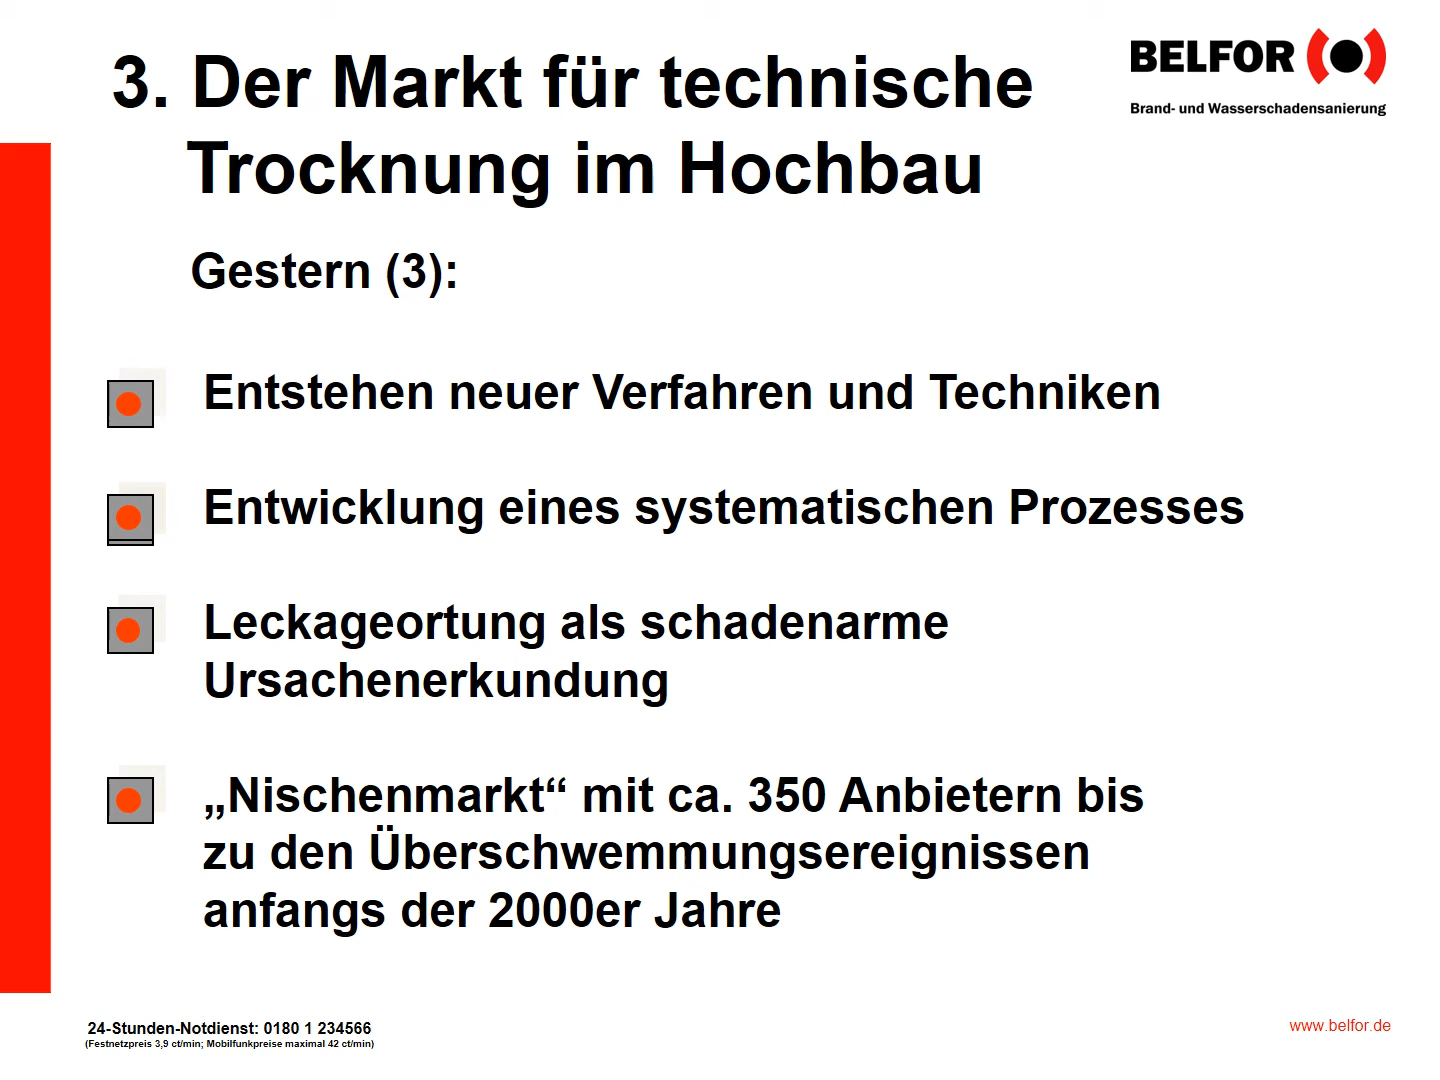 3. Der Markt für technische
Trocknung im Hochbau
BELFOR
Brand- und Wasserschadensanierung
Gestern (3):
Entstehen neuer Verfahren und Techniken
Entwicklung eines systematischen Prozesses
Leckageortung als schadenarme
Ursachenerkundung
„Nischenmarkt“ mit ca. 350 Anbietern bis
zu den Überschwemmungsereignissen
anfangs der 2000er Jahre
24-Stunden-Notdienst: 0180 1 234566
(Festnetzpreis 3,9 ct/min; Mobilfunkpreise maximal 42 ct/min)
www.belfor.de